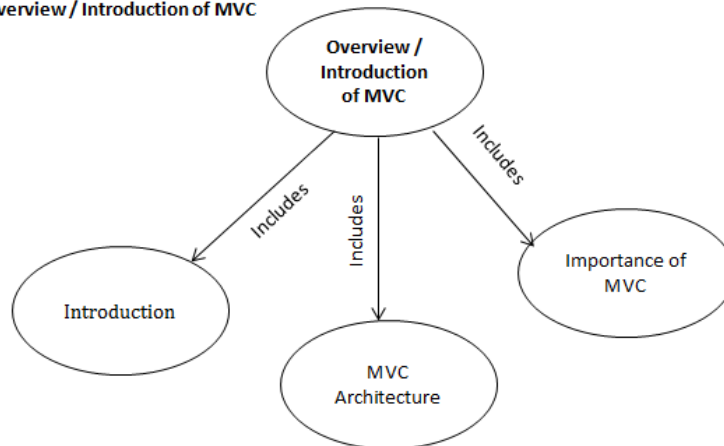 verview / Introduction of MVC
Overview /
Introduction
of MVC
Includes
Includes
Includes
Importance of
MVC
Introduction
MVC
Architecture